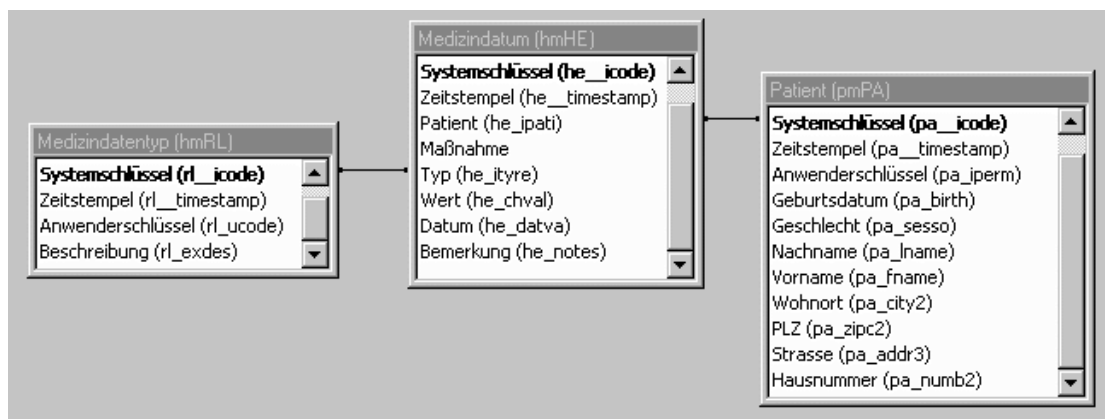 Medizindatentyp (hmRL)
Systemschlüssel (rl__icode)
Zeitstempel (rl__timestamp)
Anwenderschlüssel (rl_ucode)
Beschreibung (rl_exdes)
Medizindatum (hmHE)
Systemschlüssel (he__icode)
Zeitstempel (he__timestamp)
Patient (he_ipati)
Maßnahme
Typ (he_ityre)
Wert (he_chval)
Datum (he_datva)
Bemerkung (he_notes)
Patient (pmPA)
Systemschlüssel (pa__icode)
Zeitstempel (pa__timestamp)
Anwenderschlüssel (pa_iperm)
Geburtsdatum (pa_birth)
Geschlecht (pa_sesso)
Nachname (pa_lname)
Vorname (pa_fname)
Wohnort (pa_city2)
PLZ (pa_zipc2)
Strasse (pa_addr3)
Hausnummer (pa_numb2)